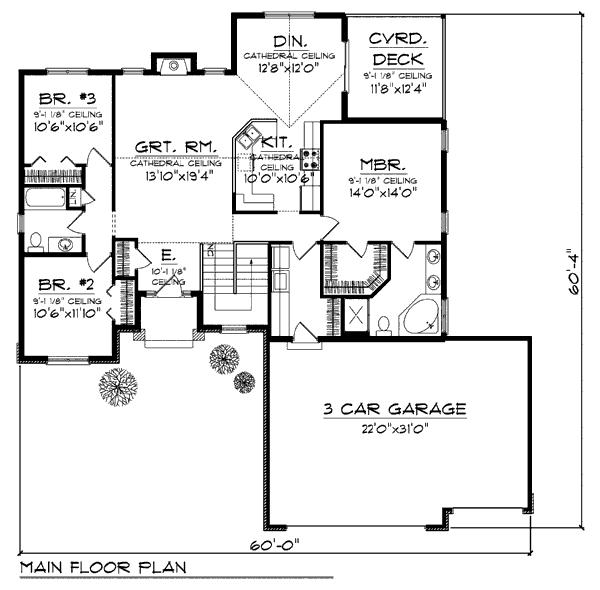 DIN.
CATHEDRAL CEILING
12'8"x12'0"
CVRD.
DECK
9'-1 1/8" CEILING
11'8"x12'4"
BR. #3
9'-1 1/8" CEILING
10'6"x10'6"
GRT. RM.
CATHEDRAL CEILING
13'10"x19'4"
KIT.
CATHEDRAL
CEILING
10'0"x10'6"
MBR.
9'-1 1/8" CEILING
14'0"x14'0"
LIN.
E.
10'-1 1/8"
CEILING
DN.
BR. #2
9'-1 1/8" CEILING
10'6"x11'10"
60'-4"
3 CAR GARAGE
22'0"x31'0"
60'-0"
MAIN FLOOR PLAN